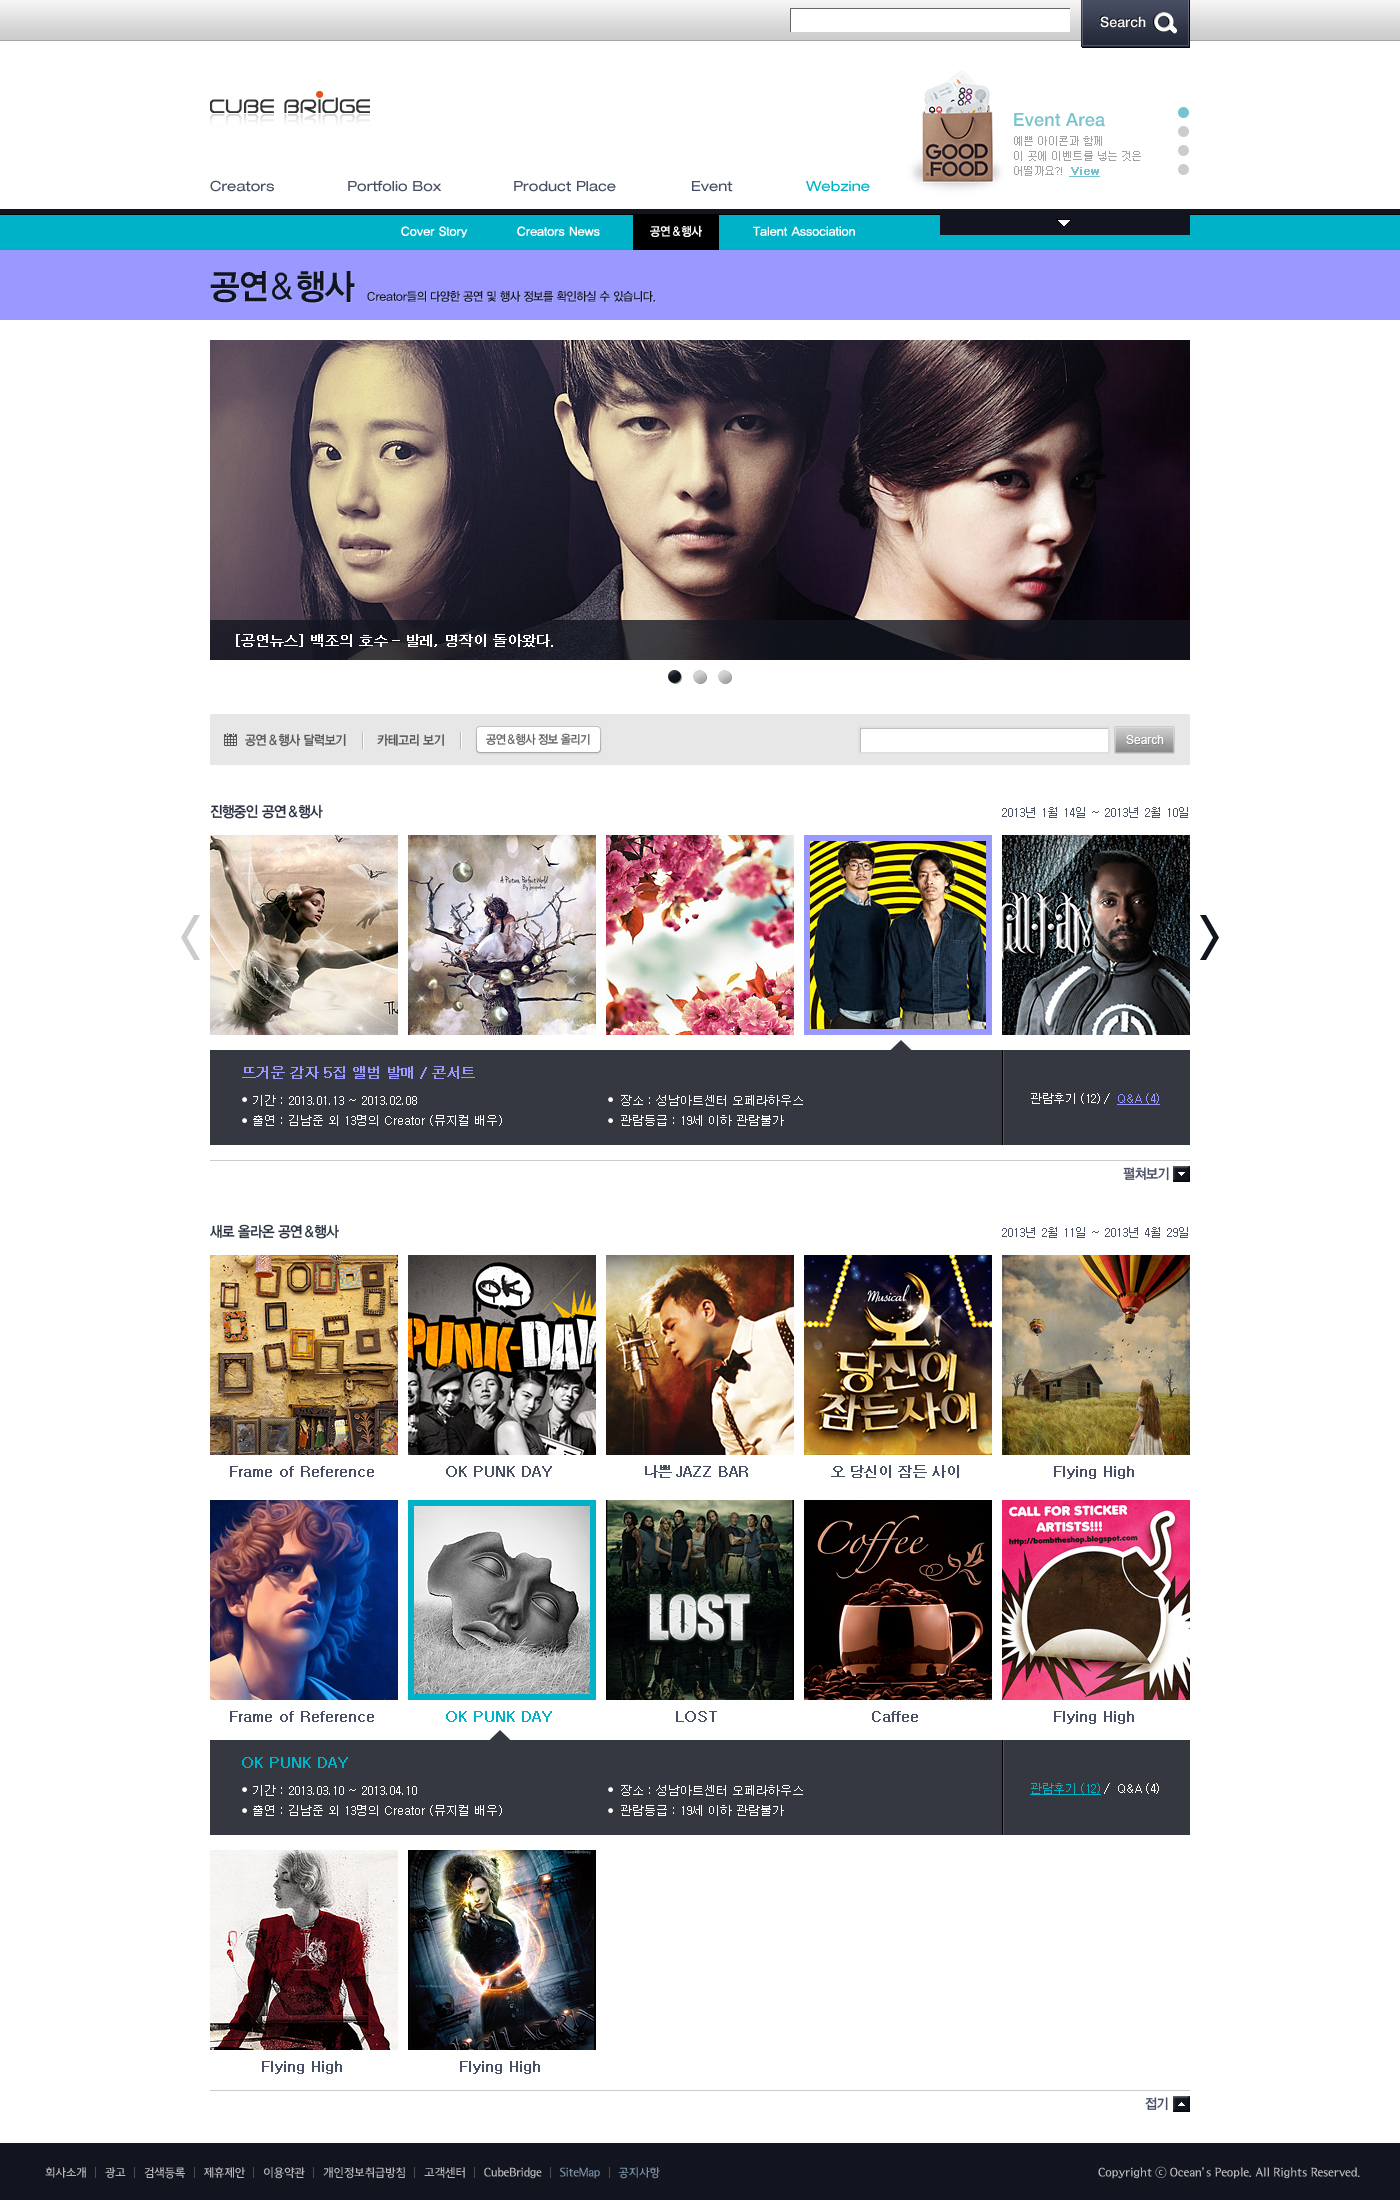 Search
CUBE BRIDGE
GOOD
FOOD
Event Area
예쁜 아이콘과 함께
이 곳에 이벤트를 넣는 것은
어떨까요?! View
Creators Portfolio Box Product Place Event Webzine
Cover Story Creators News 공연&행사 Talent Association
공연&행사 Creator들의 다양한 공연 및 행사 정보를 확인하실 수 있습니다.
[공연뉴스] 백조의 호수 - 발레, 명작이 돌아왔다.
공연&행사 달력보기 카테고리 보기 공연&행사 정보 올리기 Search
진행중인 공연&행사 2013년 1월 14일 ~ 2013년 2월 10일
A Picture Perfect World
뜨거운 감자 5집 앨범 발매 / 콘서트
• 기간 : 2013.01.13 ~ 2013.02.08 • 장소 : 성남아트센터 오페라하우스
관람후기 (12) / Q&A (4)
• 출연 : 김남준 외 13명의 Creator (뮤지컬 배우) • 관람등급 : 19세 이하 관람불가
펼쳐보기
새로 올라온 공연&행사 2013년 2월 11일 ~ 2013년 4월 29일
OK
PUNK-DAY
Musical
오!
당신이
잠든사이
Frame of Reference OK PUNK DAY 나쁜 JAZZ BAR 오 당신이 잠든 사이 Flying High
LOST
Coffee
CALL FOR STICKER
ARTISTS!!!
http://bombtheshop.blogspot.com
Frame of Reference OK PUNK DAY LOST Caffee Flying High
OK PUNK DAY
• 기간 : 2013.03.10 ~ 2013.04.10 • 장소 : 성남아트센터 오페라하우스
관람후기 (12) / Q&A (4)
• 출연 : 김남준 외 13명의 Creator (뮤지컬 배우) • 관람등급 : 19세 이하 관람불가
Flying High Flying High
접기
회사소개 | 광고 | 검색등록 | 제휴제안 | 이용약관 | 개인정보취급방침 | 고객센터 | CubeBridge | SiteMap | 공지사항 Copyright ⓒ Ocean's People. All Rights Reserved.